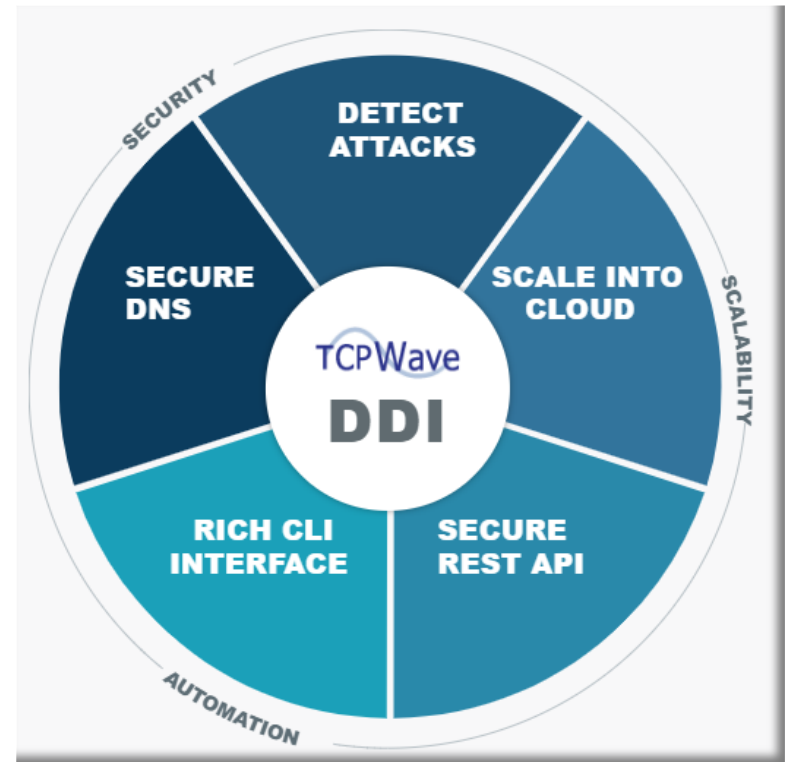 SECURITY
DETECT
ATTACKS
SECURE
DNS
SCALE INTO
CLOUD
SCALABILITY
TCPWave
DDI
RICH CLI
INTERFACE
SECURE
REST API
AUTOMATION